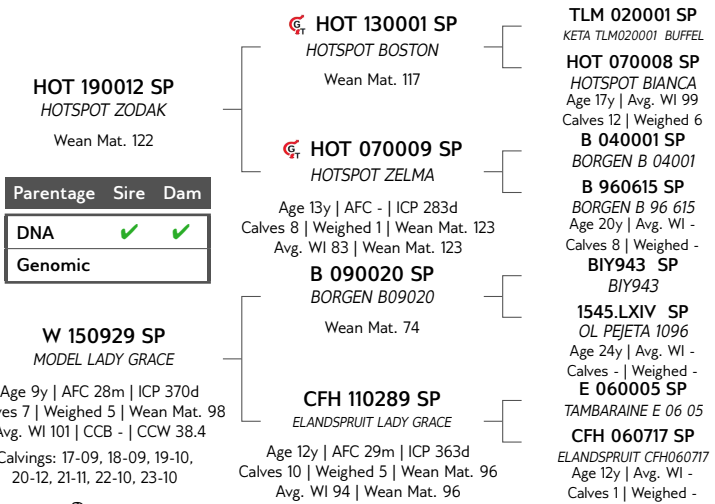 HOT 190012 SP
HOTSPOT ZODAK
Wean Mat. 122
Parentage Sire Dam
DNA ✔ ✔
Genomic
W 150929 SP
MODEL LADY GRACE
Age 9y | AFC 28m | ICP 370d
ves 7 | Weighed 5 | Wean Mat. 98
Avg. WI 101 | CCB - | CCW 38.4
Calvings: 17-09, 18-09, 19-10,
20-12, 21-11, 22-10, 23-10
GT HOT 130001 SP
HOTSPOT BOSTON
Wean Mat. 117
GT HOT 070009 SP
HOTSPOT ZELMA
Age 13y | AFC - | ICP 283d
Calves 8 | Weighed 1 | Wean Mat. 123
Avg. WI 83 | Wean Mat. 123
B 090020 SP
BORGEN B09020
Wean Mat. 74
CFH 110289 SP
ELANDSPRUIT LADY GRACE
Age 12y | AFC 29m | ICP 363d
Calves 10 | Weighed 5 | Wean Mat. 96
Avg. WI 94 | Wean Mat. 96
TLM 020001 SP
KETA TLM020001 BUFFEL
HOT 070008 SP
HOTSPOT BIANCA
Age 17y | Avg. WI 99
Calves 12 | Weighed 6
B 040001 SP
BORGEN B 04001
B 960615 SP
BORGEN B 96 615
Age 20y | Avg. WI -
Calves 8 | Weighed -
BIY943 SP
BIY943
1545.LXIV SP
OL PEJETA 1096
Age 24y | Avg. WI -
Calves - | Weighed -
E 060005 SP
TAMBARAINE E 06 05
CFH 060717 SP
ELANDSPRUIT CFH060717
Age 12y | Avg. WI -
Calves 1 | Weighed -